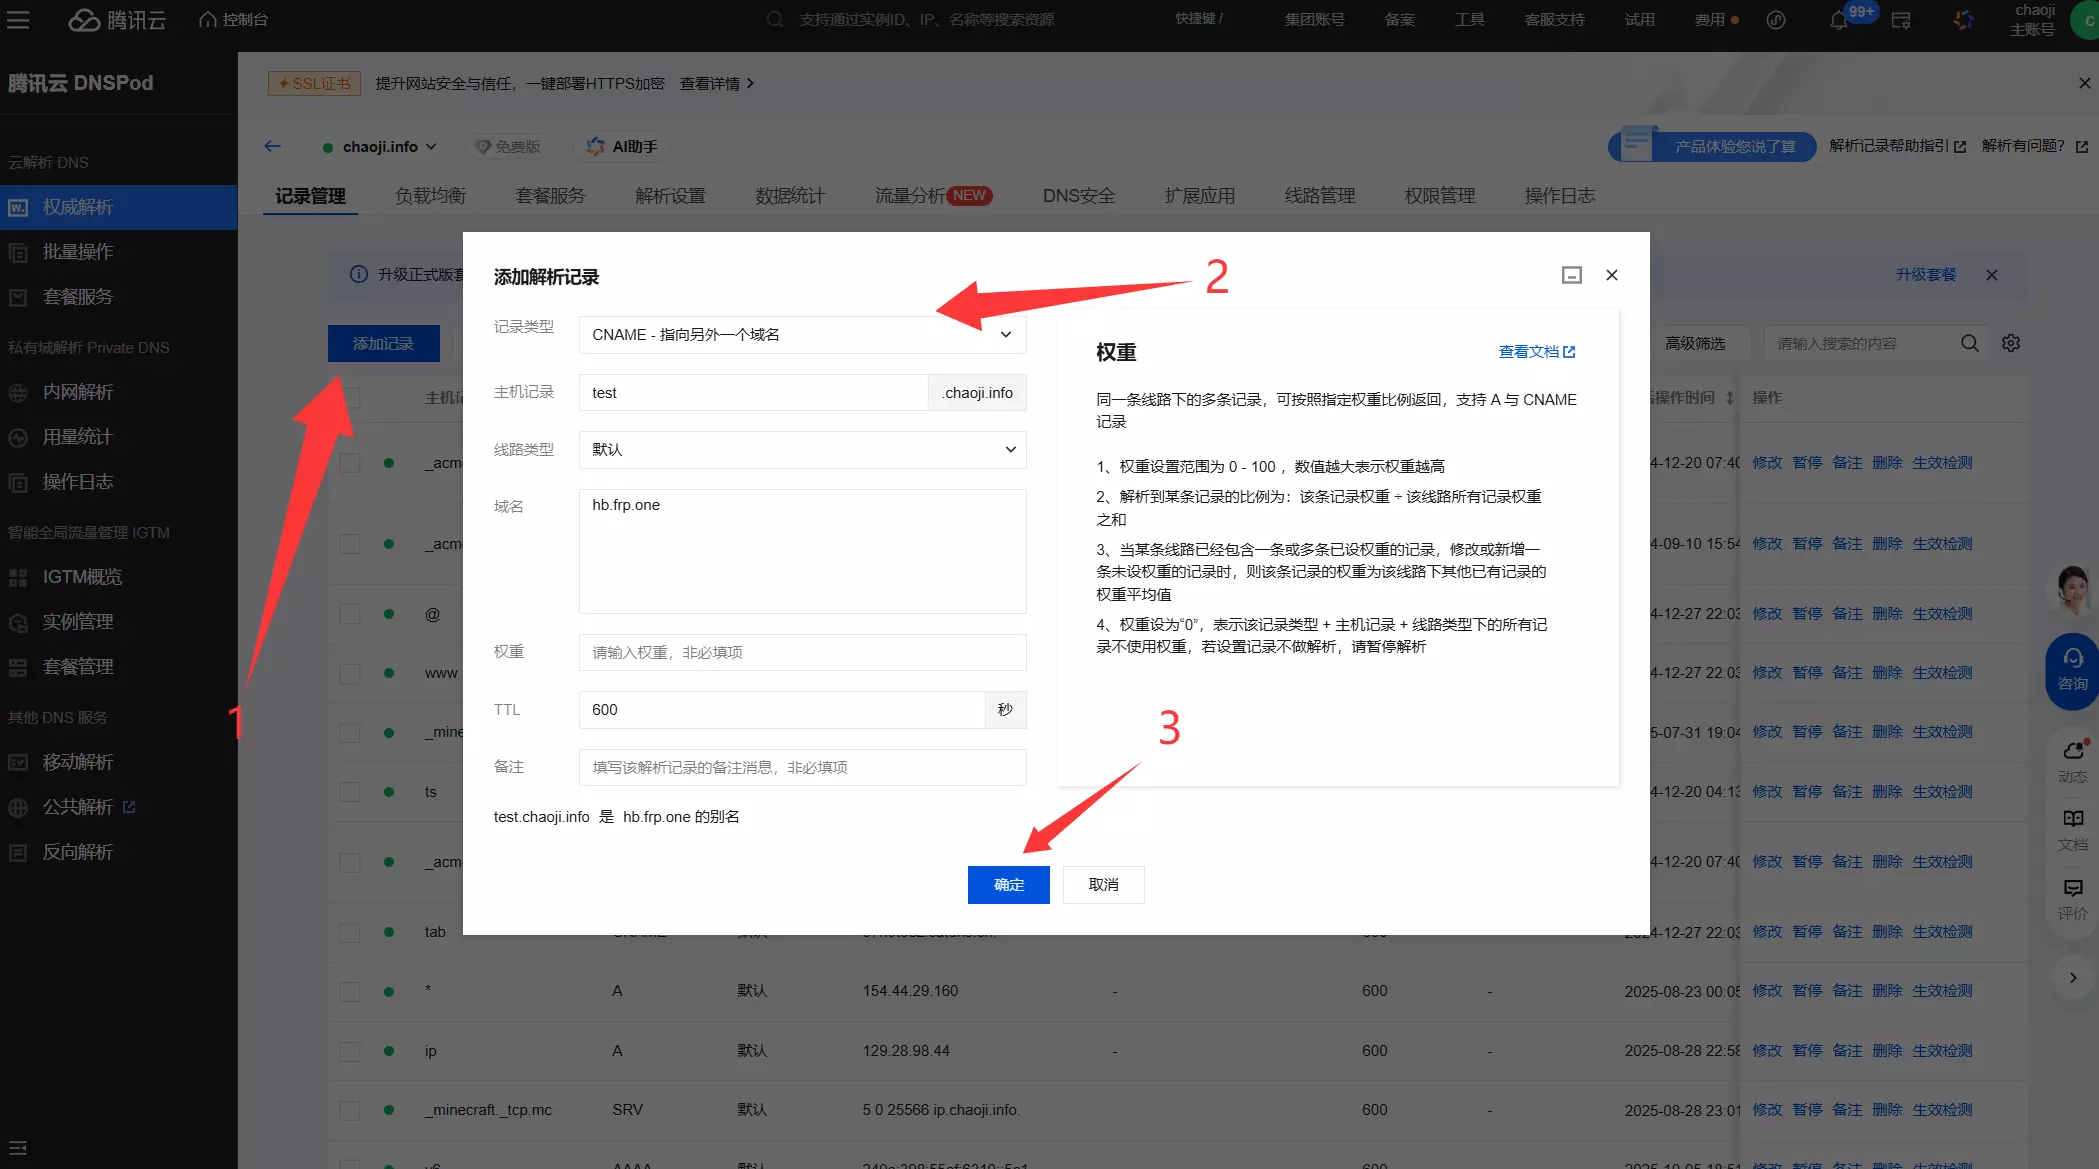 腾讯云
控制台
支持通过实例ID、IP、名称等搜索资源
快捷键 /
集团账号
备案
工具
客服支持
试用
费用
99+
chaoji
主账号
C
腾讯云 DNSPod
SSL证书
提升网站安全与信任，一键部署HTTPS加密
查看详情
chaoji.info
免费版
AI助手
产品体验您说了算
解析记录帮助指引
解析有问题?
记录管理
负载均衡
套餐服务
解析设置
数据统计
流量分析
NEW
DNS安全
扩展应用
线路管理
权限管理
操作日志
云解析 DNS
权威解析
批量操作
套餐服务
私有域解析 Private DNS
内网解析
用量统计
操作日志
智能全局流量管理 IGTM
IGTM概览
实例管理
套餐管理
其他 DNS 服务
移动解析
公共解析
反向解析
升级正式版套
升级套餐
添加记录
高级筛选
请输入搜索的内容
操作时间
操作
添加解析记录
记录类型
CNAME - 指向另外一个域名
主机记录
test
.chaoji.info
线路类型
默认
域名
hb.frp.one
权重
请输入权重，非必填项
TTL
600
秒
备注
填写该解析记录的备注消息，非必填项
test.chaoji.info 是 hb.frp.one 的别名
确定
取消
权重
查看文档
同一条线路下的多条记录，可按照指定权重比例返回，支持 A 与 CNAME
记录
1、权重设置范围为 0 - 100 ，数值越大表示权重越高
2、解析到某条记录的比例为：该条记录权重 ÷ 该线路所有记录权重
之和
3、当某条线路已经包含一条或多条已设权重的记录，修改或新增一
条未设权重的记录时，则该条记录的权重为该线路下其他已有记录的
权重平均值
4、权重设为“0”，表示该记录类型 + 主机记录 + 线路类型下的所有记
录不使用权重，若设置记录不做解析，请暂停解析
1
2
3
_acm
4-12-20 07:40 修改 暂停 备注 删除 生效检测
_acm
4-09-10 15:54 修改 暂停 备注 删除 生效检测
@
4-12-27 22:03 修改 暂停 备注 删除 生效检测
www
4-12-27 22:03 修改 暂停 备注 删除 生效检测
_mine
5-07-31 19:04 修改 暂停 备注 删除 生效检测
ts
4-12-20 04:13 修改 暂停 备注 删除 生效检测
_acm
4-12-20 07:40 修改 暂停 备注 删除 生效检测
tab
4-12-27 22:03 修改 暂停 备注 删除 生效检测
* A 默认 154.44.29.160 - 600 - 2025-08-23 00:05 修改 暂停 备注 删除 生效检测
ip A 默认 129.28.98.44 - 600 - 2025-08-28 22:58 修改 暂停 备注 删除 生效检测
_minecraft._tcp.mc SRV 默认 5 0 25566 ip.chaoji.info. 600 - 2025-08-28 23:01 修改 暂停 备注 删除 生效检测
咨询
动态
文档
评价